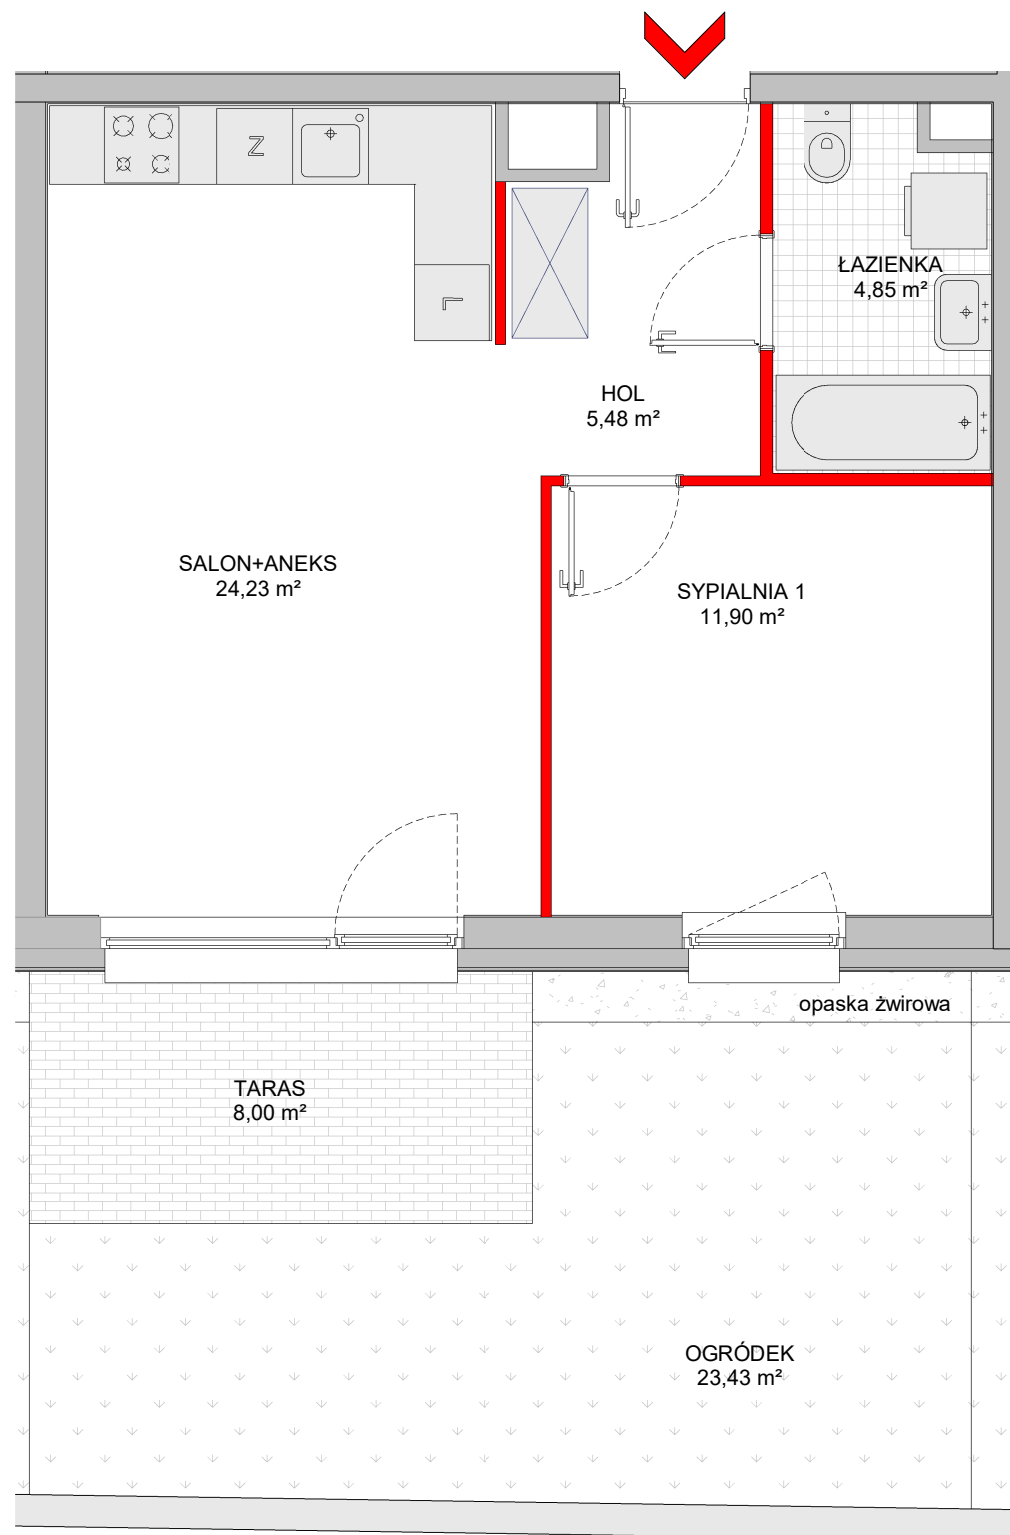 Z
ŁAZIENKA
4,85 m²
L
HOL
5,48 m²
SALON+ANEKS
24,23 m²
SYPIALNIA 1
11,90 m²
opaska żwirowa
TARAS
8,00 m²
OGRÓDEK
23,43 m²